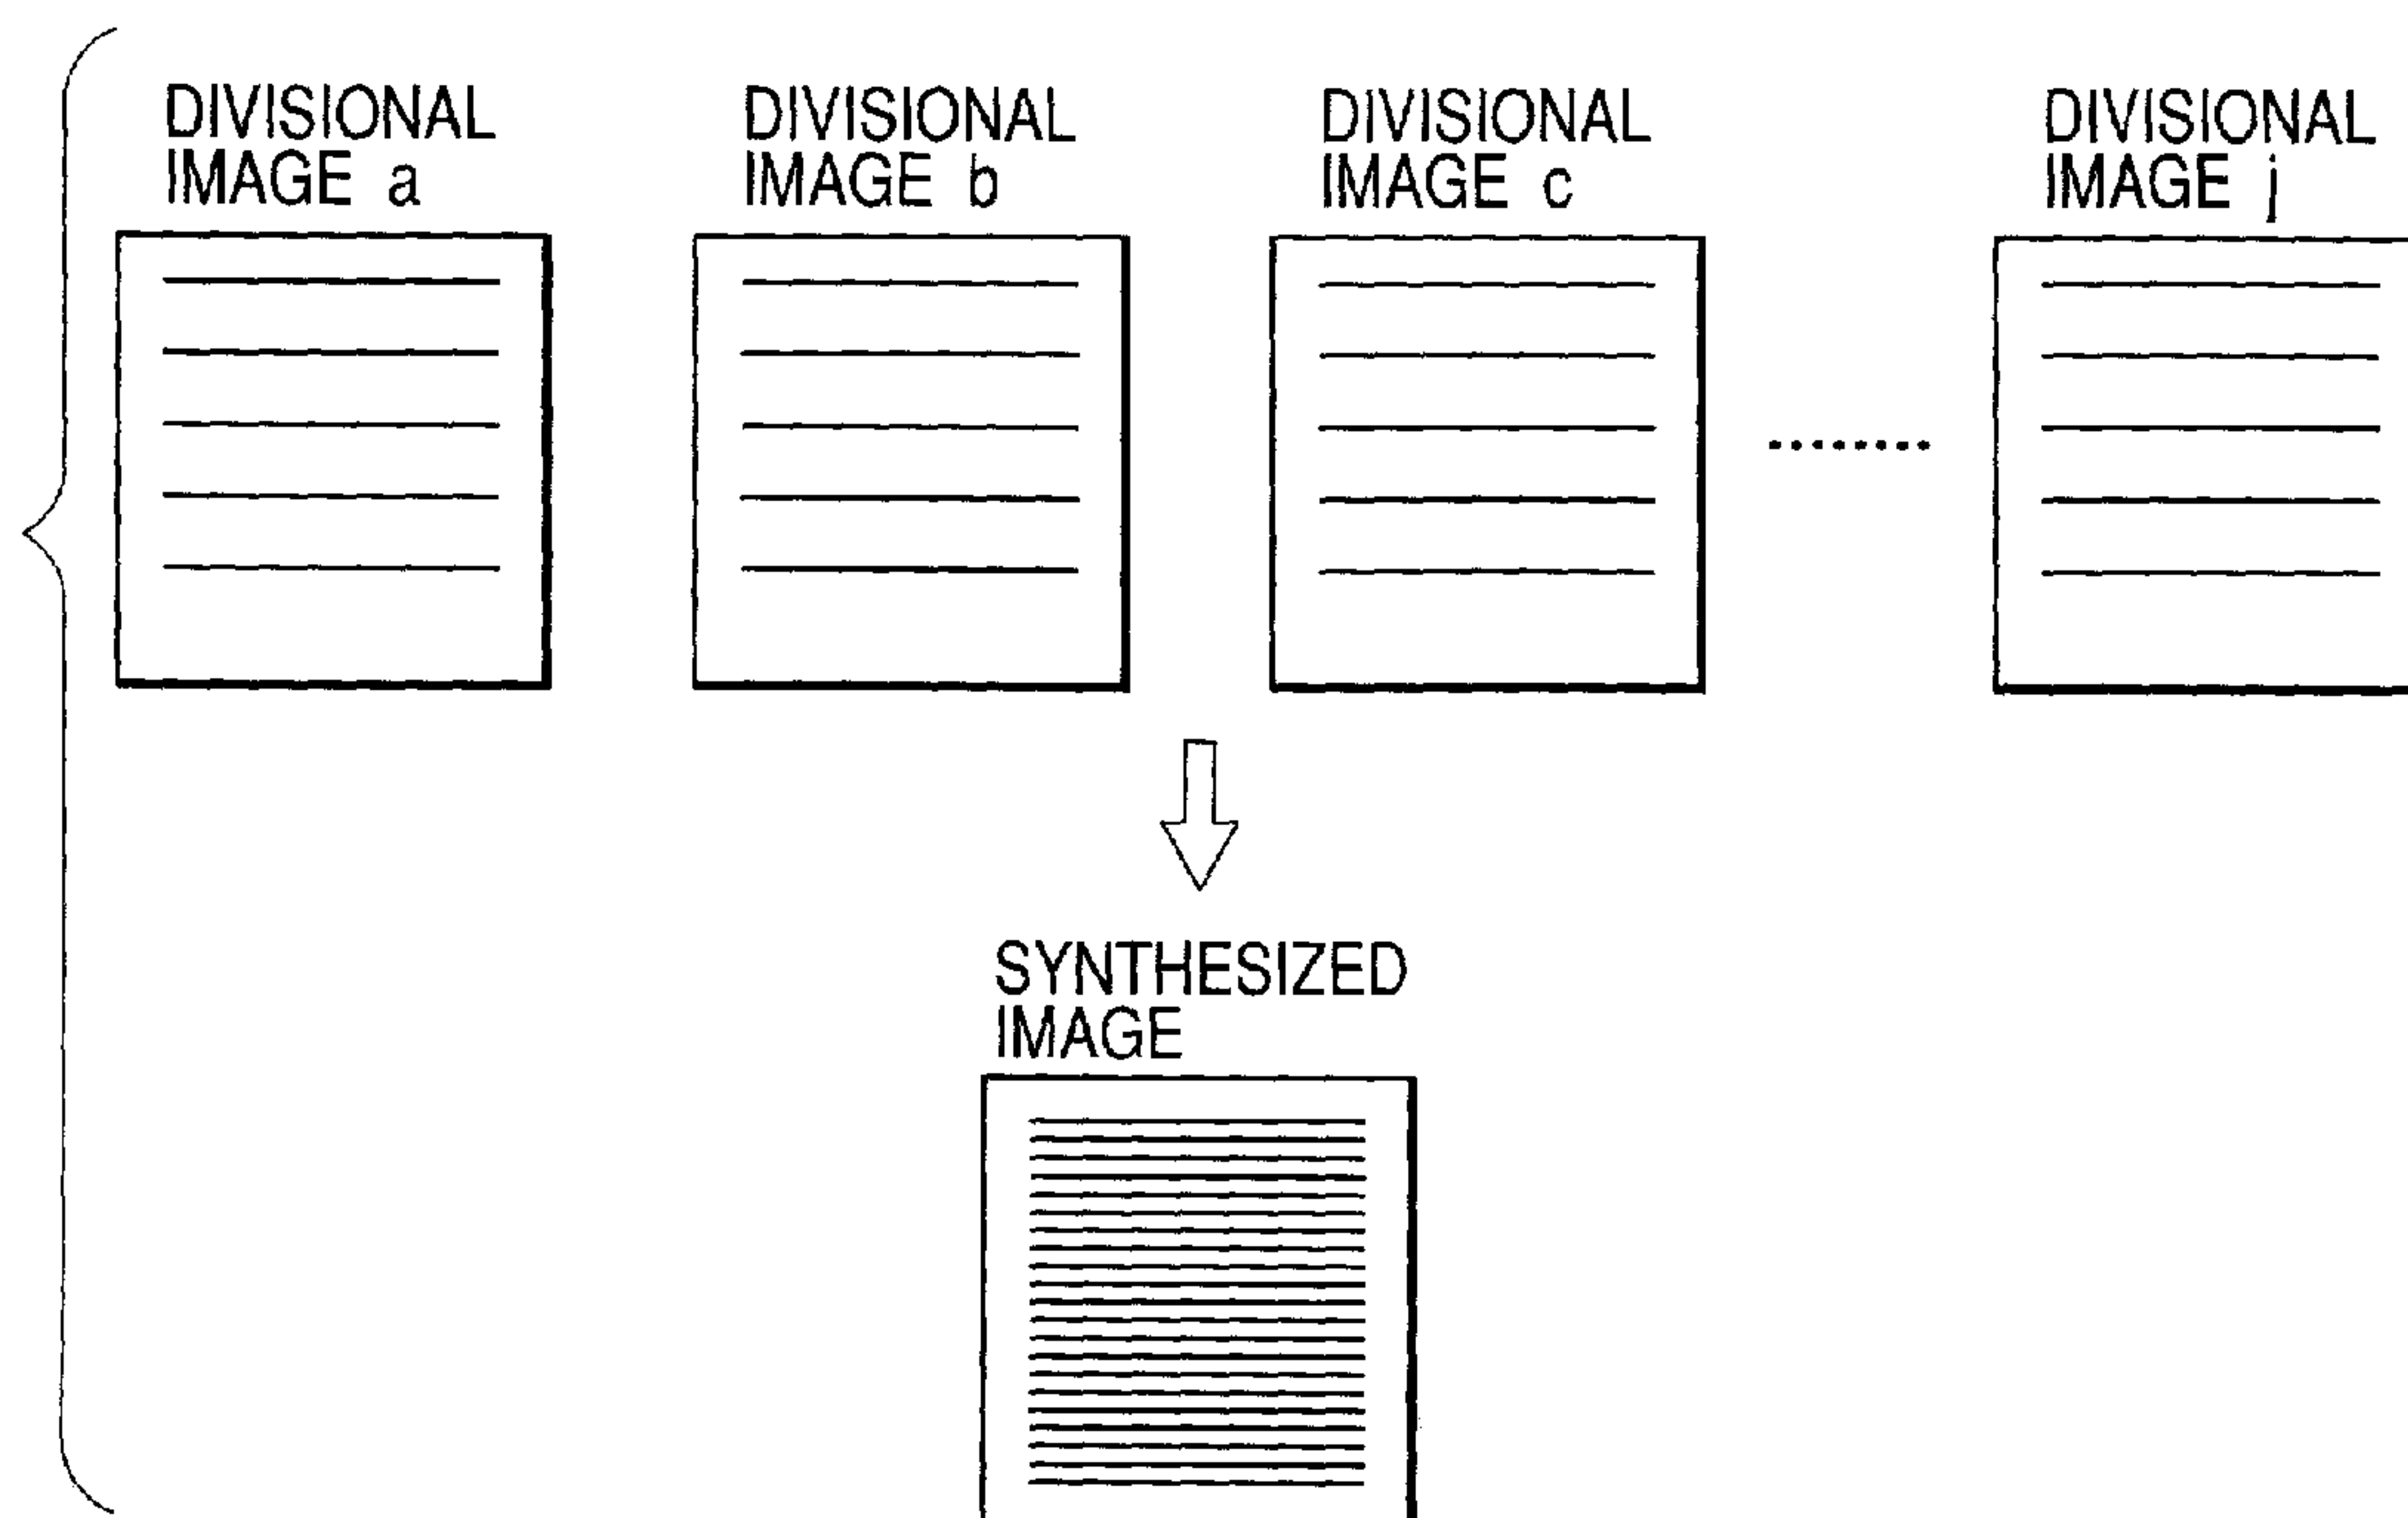 DIVISIONAL
IMAGE a
DIVISIONAL
IMAGE b
DIVISIONAL
IMAGE c
........
DIVISIONAL
IMAGE j
SYNTHESIZED
IMAGE